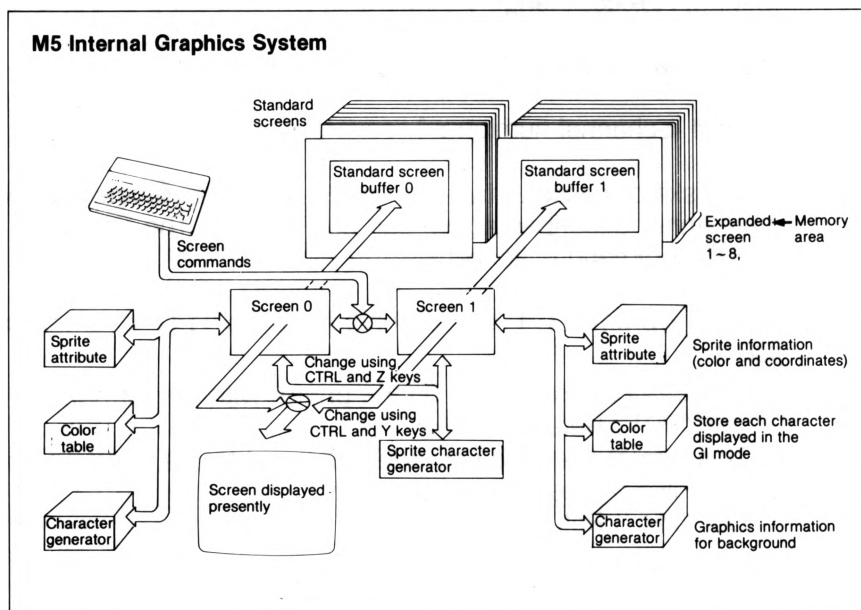 M5 Internal Graphics System
Standard
screens
Standard screen
buffer 0
Standard screen
buffer 1
Expanded
screen
1~8,
Memory
area
Screen
commands
Screen 0
Screen 1
Sprite
attribute
Color
table
Character
generator
Change using
CTRL and Z keys
Change using
CTRL and Y keys
Sprite character
generator
Screen displayed
presently
Sprite
attribute
Sprite information
(color and coordinates)
Color
table
Store each character
displayed in the
GI mode
Character
generator
Graphics information
for background